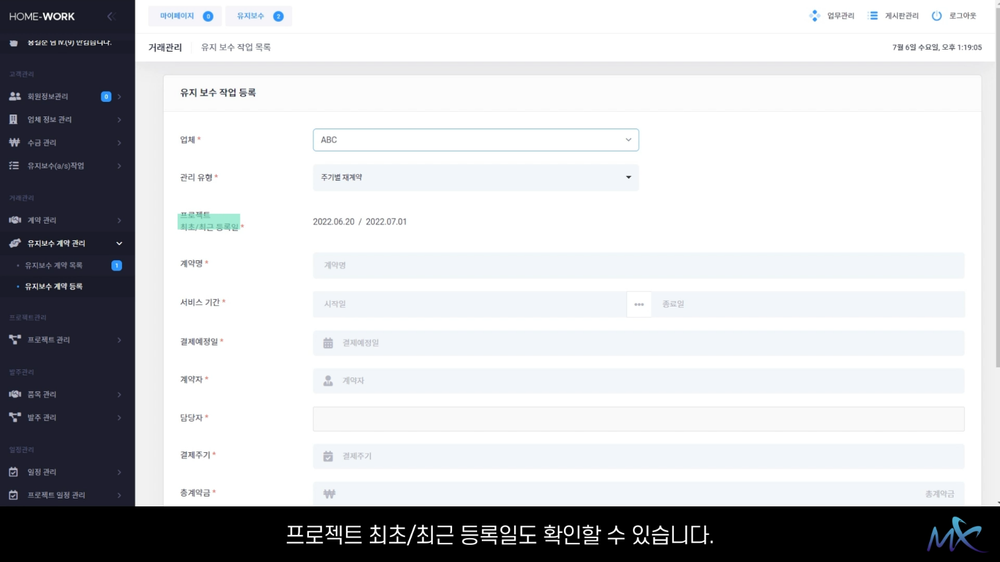 HOME-WORK
마이페이지 0
유지보수 2
업무관리
게시판관리
로그아웃
거래관리
유지 보수 작업 목록
7월 6일 수요일, 오후 1:19:05
님 lv.(9) 반갑습니다.
고객관리
회원정보관리 0
업체 정보 관리
수금 관리
유지보수(a/s)작업
거래관리
계약 관리
유지보수 계약 관리
유지보수 계약 목록 1
유지보수 계약 등록
프로젝트관리
프로젝트 관리
발주관리
품목 관리
발주 관리
일정관리
일정 관리
프로젝트 일정 관리
유지 보수 작업 등록
업체 *
ABC
관리 유형 *
주기별 재계약
프로젝트
최초/최근 등록일 *
2022.06.20 / 2022.07.01
계약명 *
계약명
서비스 기간 *
시작일
종료일
결제예정일 *
결제예정일
계약자 *
계약자
담당자 *
결제주기 *
결제주기
총계약금 *
총계약금
프로젝트 최초/최근 등록일도 확인할 수 있습니다.
MX